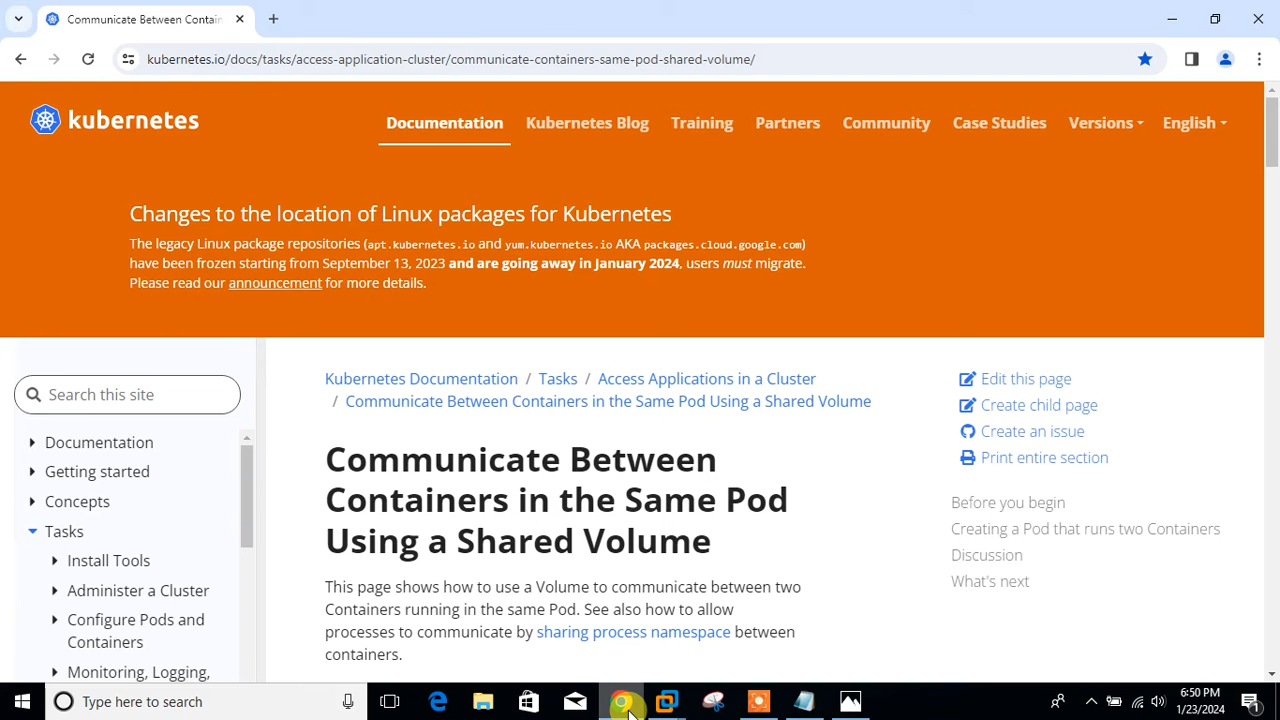 Communicate Between Contain
kubernetes.io/docs/tasks/access-application-cluster/communicate-containers-same-pod-shared-volume/
kubernetes
Documentation
Kubernetes Blog
Training
Partners
Community
Case Studies
Versions
English
Changes to the location of Linux packages for Kubernetes
The legacy Linux package repositories (apt.kubernetes.io and yum.kubernetes.io AKA packages.cloud.google.com)
have been frozen starting from September 13, 2023 and are going away in January 2024, users must migrate.
Please read our announcement for more details.
Search this site
Documentation
Getting started
Concepts
Tasks
Install Tools
Administer a Cluster
Configure Pods and
Containers
Monitoring, Logging,
Kubernetes Documentation / Tasks / Access Applications in a Cluster
/ Communicate Between Containers in the Same Pod Using a Shared Volume
Communicate Between
Containers in the Same Pod
Using a Shared Volume
This page shows how to use a Volume to communicate between two
Containers running in the same Pod. See also how to allow
processes to communicate by sharing process namespace between
containers.
Edit this page
Create child page
Create an issue
Print entire section
Before you begin
Creating a Pod that runs two Containers
Discussion
What's next
Type here to search
6:50 PM
1/23/2024
1